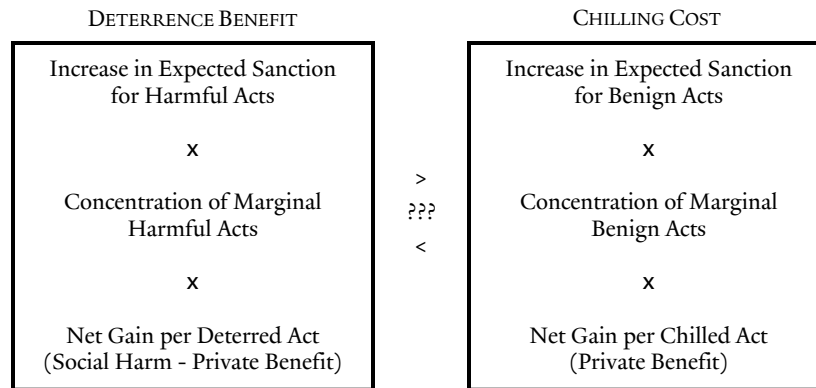 DETERRENCE BENEFIT
Increase in Expected Sanction
for Harmful Acts
x
Concentration of Marginal
Harmful Acts
x
Net Gain per Deterred Act
(Social Harm - Private Benefit)
>
???
<
CHILLING COST
Increase in Expected Sanction
for Benign Acts
x
Concentration of Marginal
Benign Acts
x
Net Gain per Chilled Act
(Private Benefit)